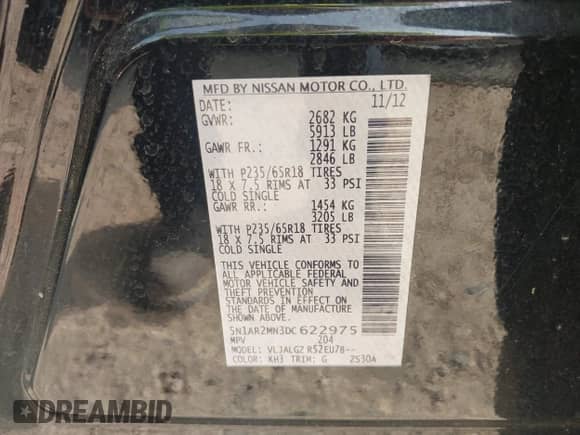 MFD BY NISSAN MOTOR CO., LTD.
DATE: 11/12
GVWR: 2682 KG
5913 LB
GAWR FR.: 1291 KG
2846 LB
WITH P235/65R18 TIRES
18 X 7.5 RIMS AT 33 PSI
COLD SINGLE
GAWR RR.: 1454 KG
3205 LB
WITH P235/65R18 TIRES
18 X 7.5 RIMS AT 33 PSI
COLD SINGLE
THIS VEHICLE CONFORMS TO
ALL APPLICABLE FEDERAL
MOTOR VEHICLE SAFETY AND
THEFT PREVENTION
STANDARDS IN EFFECT ON THE
DATE OF MANUFACTURE
SHOWN ABOVE.
5N1AR2MN3DC622975
MPV 204
MODEL: VLJALGZ R52EU78--
COLOR: KH3 TRIM: G 2S30A
DREAMBID